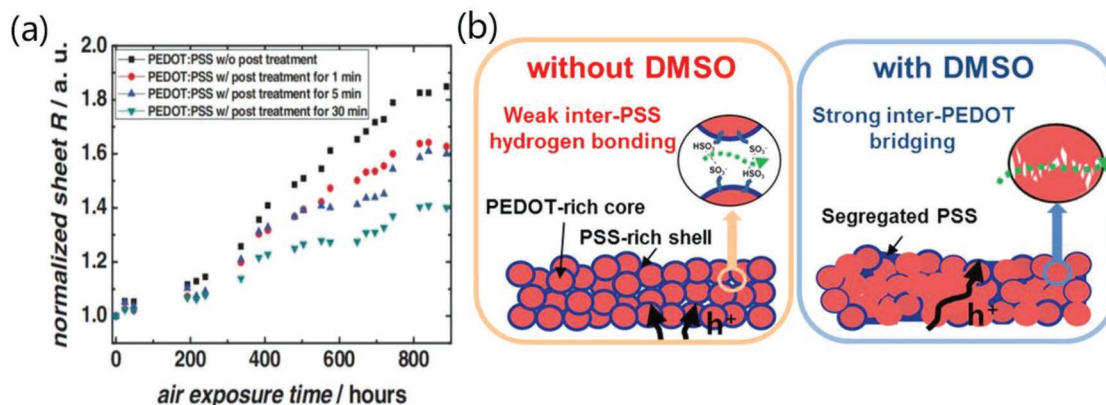 (a)
normalized sheet R / a. u.
2.0
1.8
1.6
1.4
1.2
1.0
PEDOT:PSS w/o post treatment
PEDOT:PSS w/ post treatment for 1 min
PEDOT:PSS w/ post treatment for 5 min
PEDOT:PSS w/ post treatment for 30 min
0 200 400 600 800
air exposure time / hours
(b)
without DMSO
Weak inter-PSS
hydrogen bonding
HSO3 SO3-
SO3- HSO3
PEDOT-rich core
PSS-rich shell
h+
with DMSO
Strong inter-PEDOT
bridging
Segregated PSS
h+